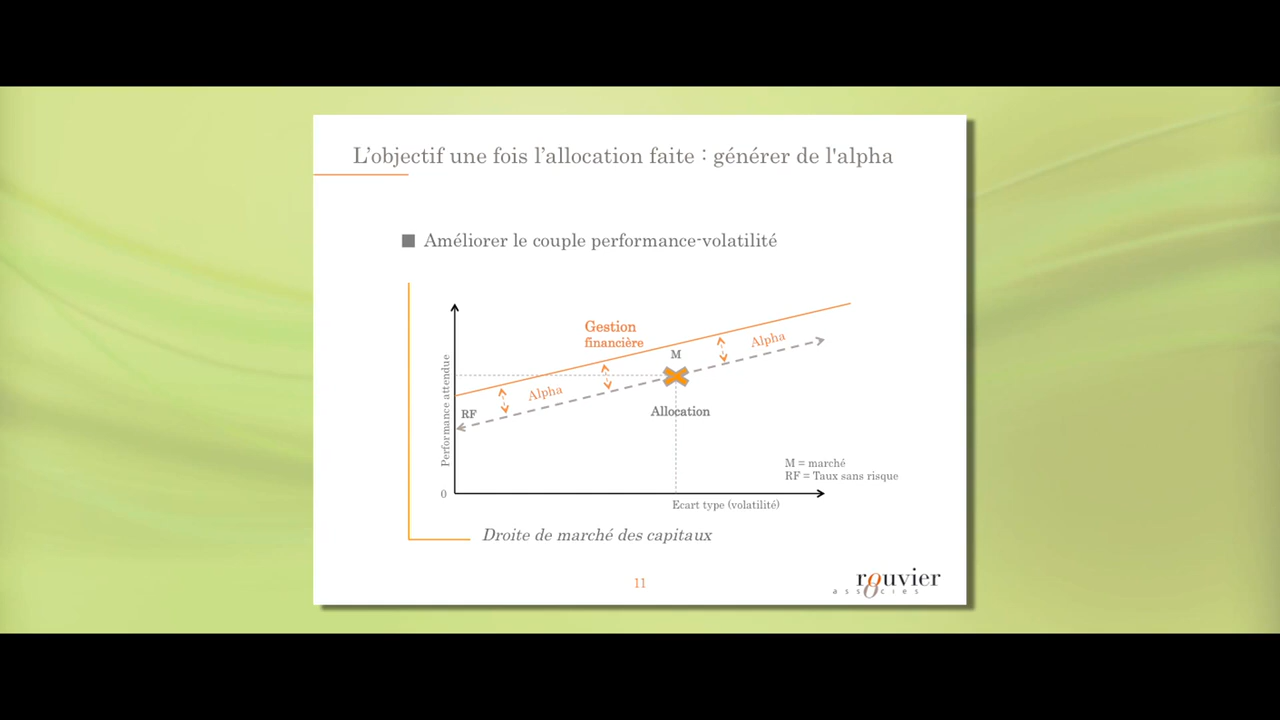 L’objectif une fois l’allocation faite : générer de l'alpha
■ Améliorer le couple performance-volatilité
Performance attendue
Gestion
financière
M
Alpha
Alpha
RF
Allocation
M = marché
RF = Taux sans risque
0
Ecart type (volatilité)
Droite de marché des capitaux
11
rouvier
associés